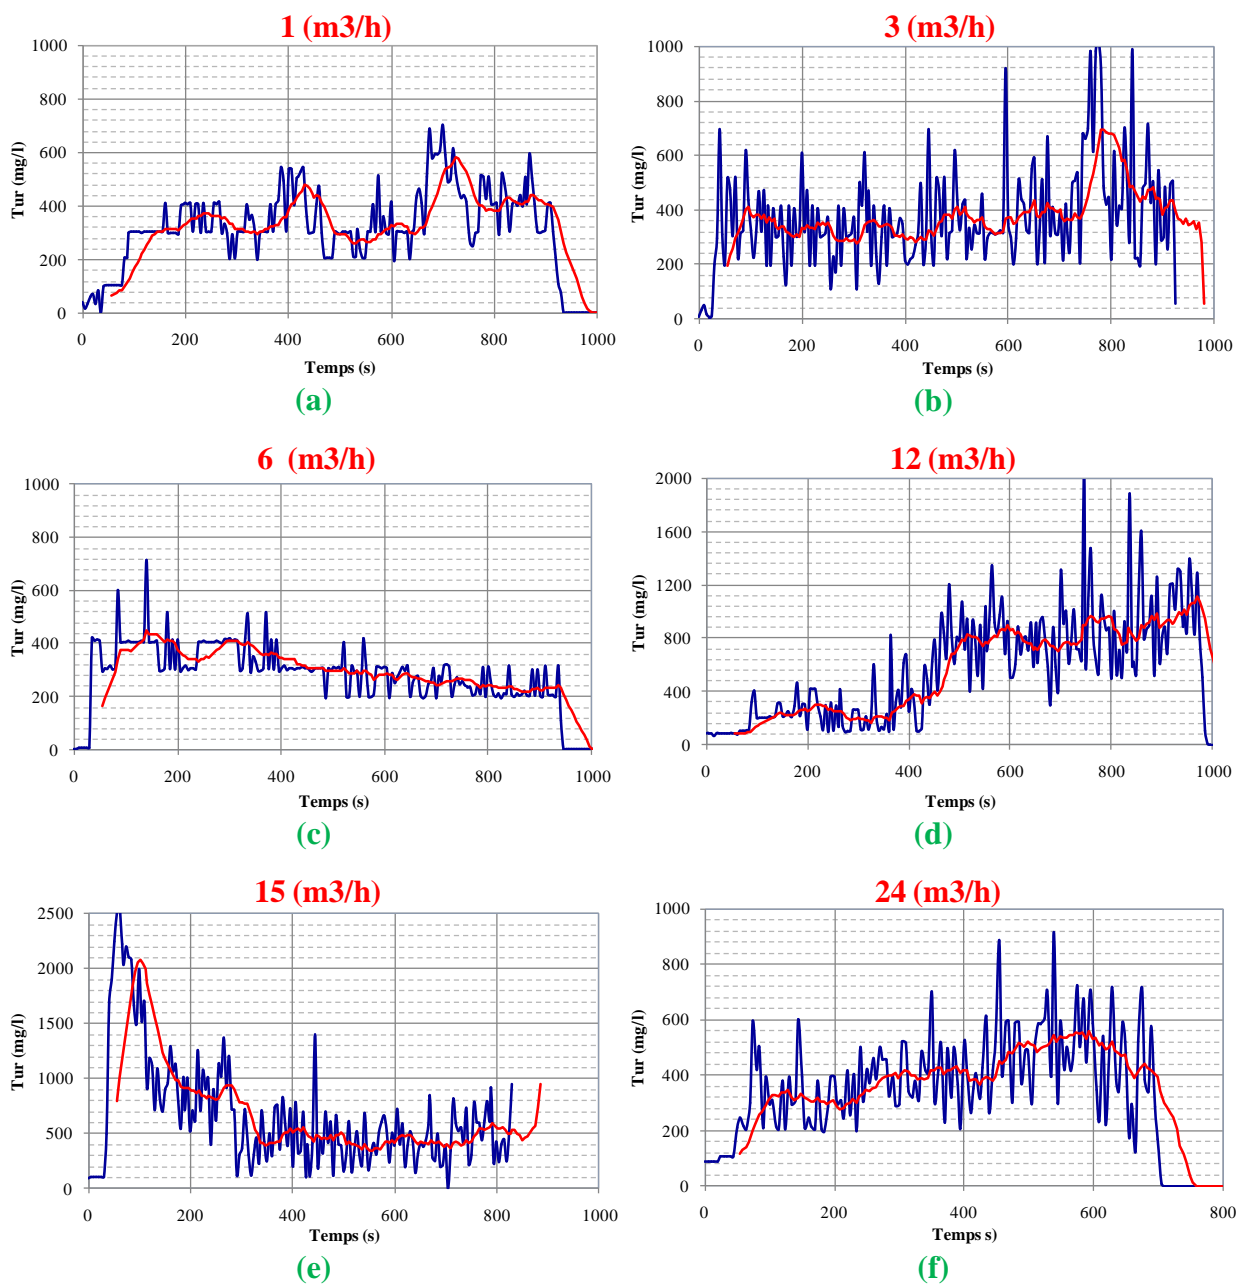 1 (m3/h)
1000
800
600
400
200
0
Tur (mg/l)
0 200 400 600 800 1000
Temps (s)
(a)
3 (m3/h)
1000
800
600
400
200
0
Tur (mg/l)
0 200 400 600 800 1000
Temps (s)
(b)
6 (m3/h)
1000
800
600
400
200
0
Tur (mg/l)
0 200 400 600 800 1000
Temps (s)
(c)
12 (m3/h)
2000
1600
1200
800
400
0
Tur (mg/l)
0 200 400 600 800 1000
Temps (s)
(d)
15 (m3/h)
2500
2000
1500
1000
500
0
Tur (mg/l)
0 200 400 600 800 1000
Temps (s)
(e)
24 (m3/h)
1000
800
600
400
200
0
Tur (mg/l)
0 200 400 600 800
Temps s)
(f)